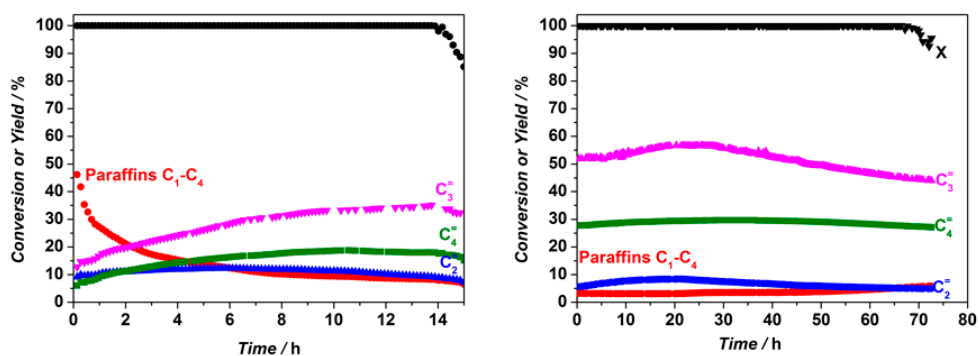 Conversion or Yield / %
100
90
80
70
60
50
40
30
20
10
0
Paraffins C₁-C₄
C₃⁼
C₄⁼
C₂⁼
0 2 4 6 8 10 12 14
Time / h
Conversion or Yield / %
100
90
80
70
60
50
40
30
20
10
0
X
C₃⁼
C₄⁼
Paraffins C₁-C₄
C₂⁼
0 10 20 30 40 50 60 70 80
Time / h